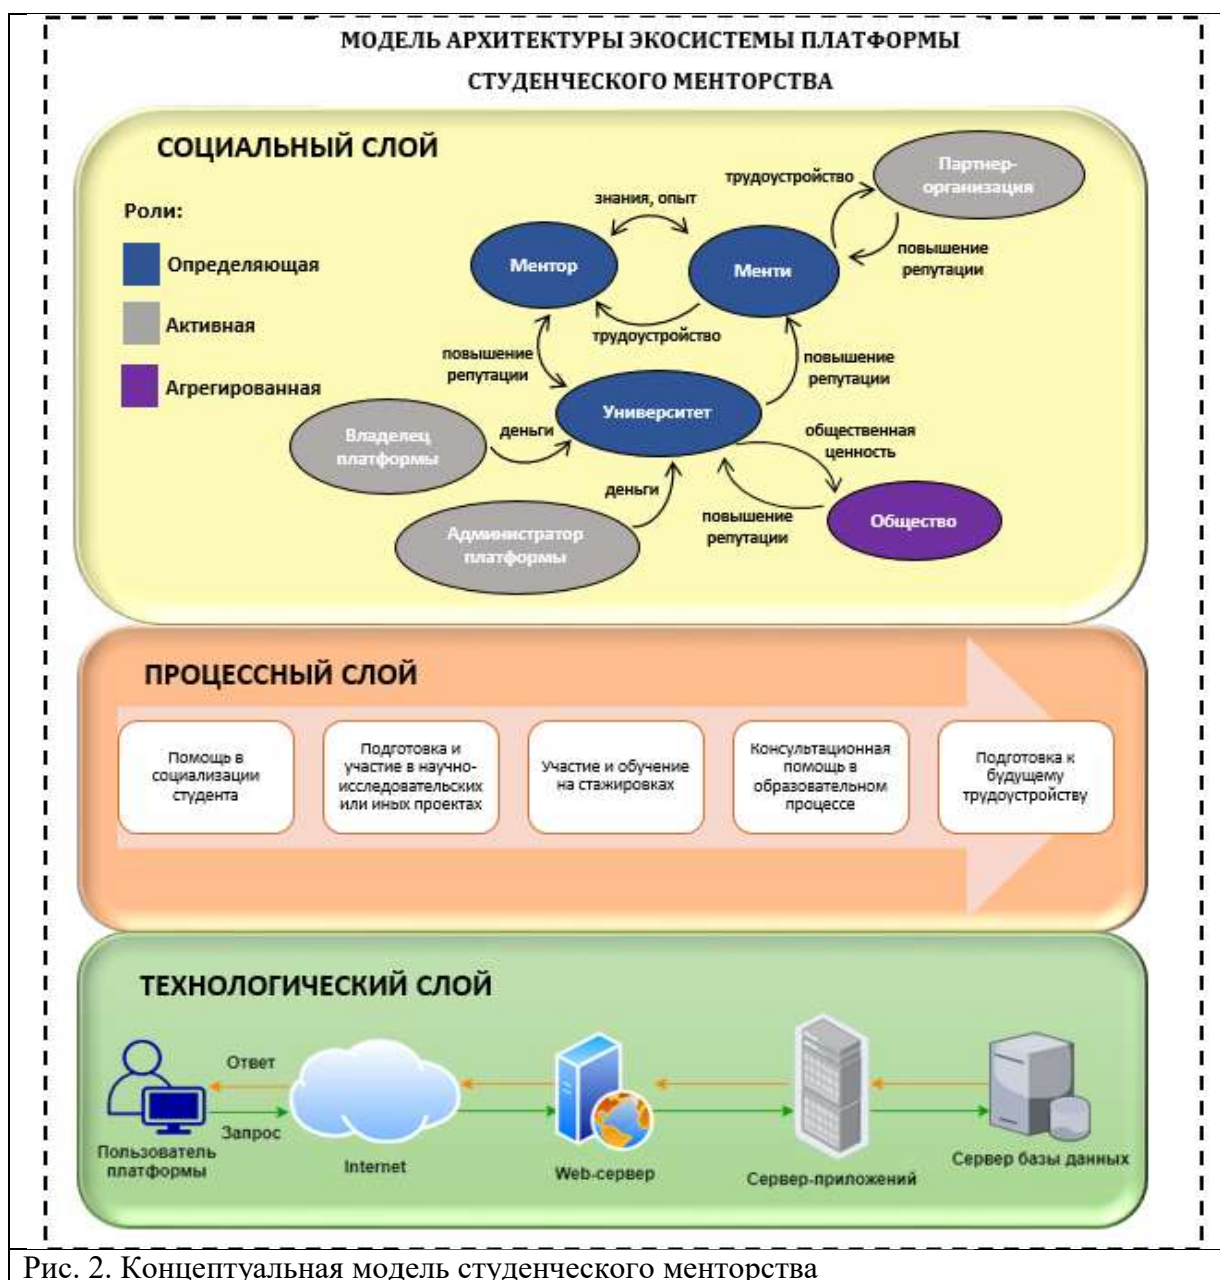 МОДЕЛЬ АРХИТЕКТУРЫ ЭКОСИСТЕМЫ ПЛАТФОРМЫ
СТУДЕНЧЕСКОГО МЕНТОРСТВА
СОЦИАЛЬНЫЙ СЛОЙ
Роли:
Определяющая
Активная
Агрегированная
Партнер-
организация
трудоустройство
знания, опыт
Ментор
Менти
повышение
репутации
трудоустройство
повышение
репутации
повышение
репутации
Университет
Владелец
платформы
деньги
общественная
ценность
деньги
повышение
репутации
Общество
Администратор
платформы
ПРОЦЕССНЫЙ СЛОЙ
Помощь в
социализации
студента
Подготовка и
участие в научно-
исследовательских
или иных проектах
Участие и обучение
на стажировках
Консультационная
помощь в
образовательном
процессе
Подготовка к
будущему
трудоустройству
ТЕХНОЛОГИЧЕСКИЙ СЛОЙ
Ответ
Запрос
Пользователь
платформы
Internet
Web-сервер
Сервер-приложений
Сервер базы данных
Рис. 2. Концептуальная модель студенческого менторства